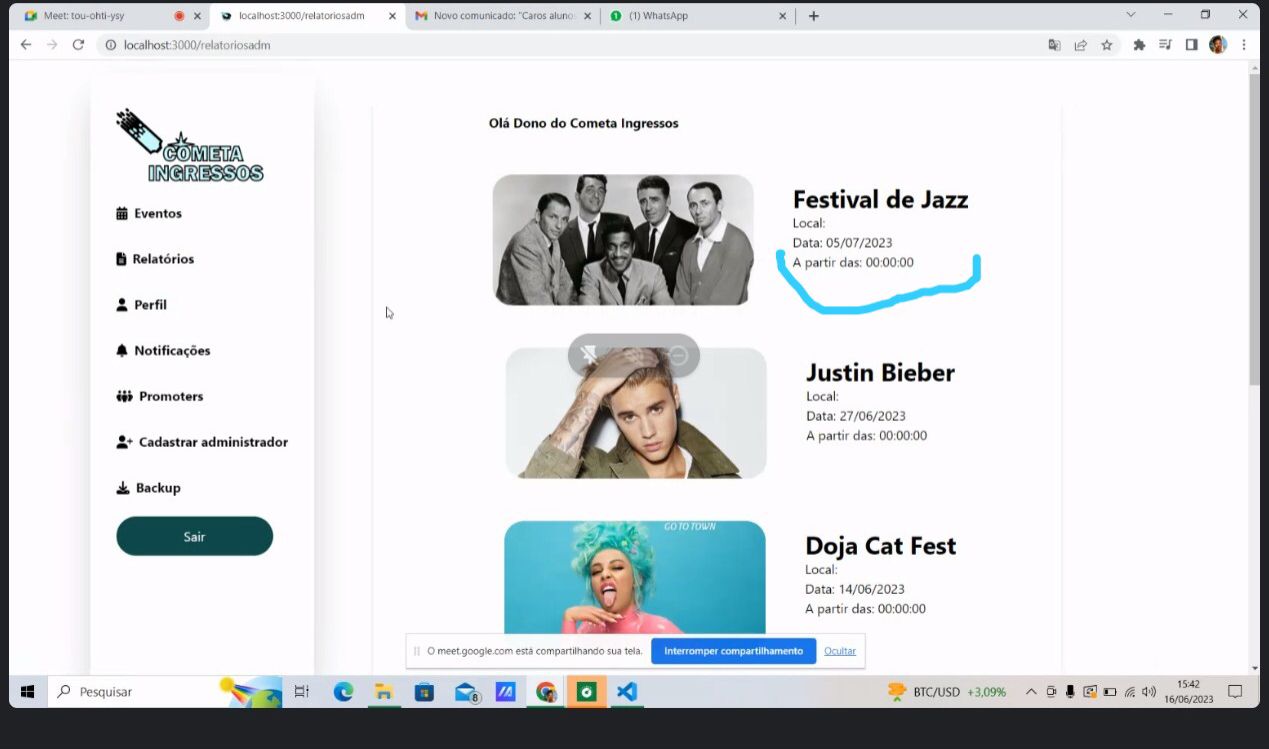 Meet: tou-ohti-ysy
localhost:3000/relatoriosadm
Novo comunicado: "Caros alunos
(1) WhatsApp
localhost:3000/relatoriosadm
COMETA
INGRESSOS
Eventos
Relatórios
Perfil
Notificações
Promoters
Cadastrar administrador
Backup
Sair
Olá Dono do Cometa Ingressos
Festival de Jazz
Local:
Data: 05/07/2023
A partir das: 00:00:00
Justin Bieber
Local:
Data: 27/06/2023
A partir das: 00:00:00
GO TO TOWN
Doja Cat Fest
Local:
Data: 14/06/2023
A partir das: 00:00:00
O meet.google.com está compartilhando sua tela.
Interromper compartilhamento
Ocultar
Pesquisar
8
BTC/USD +3,09%
15:42
16/06/2023